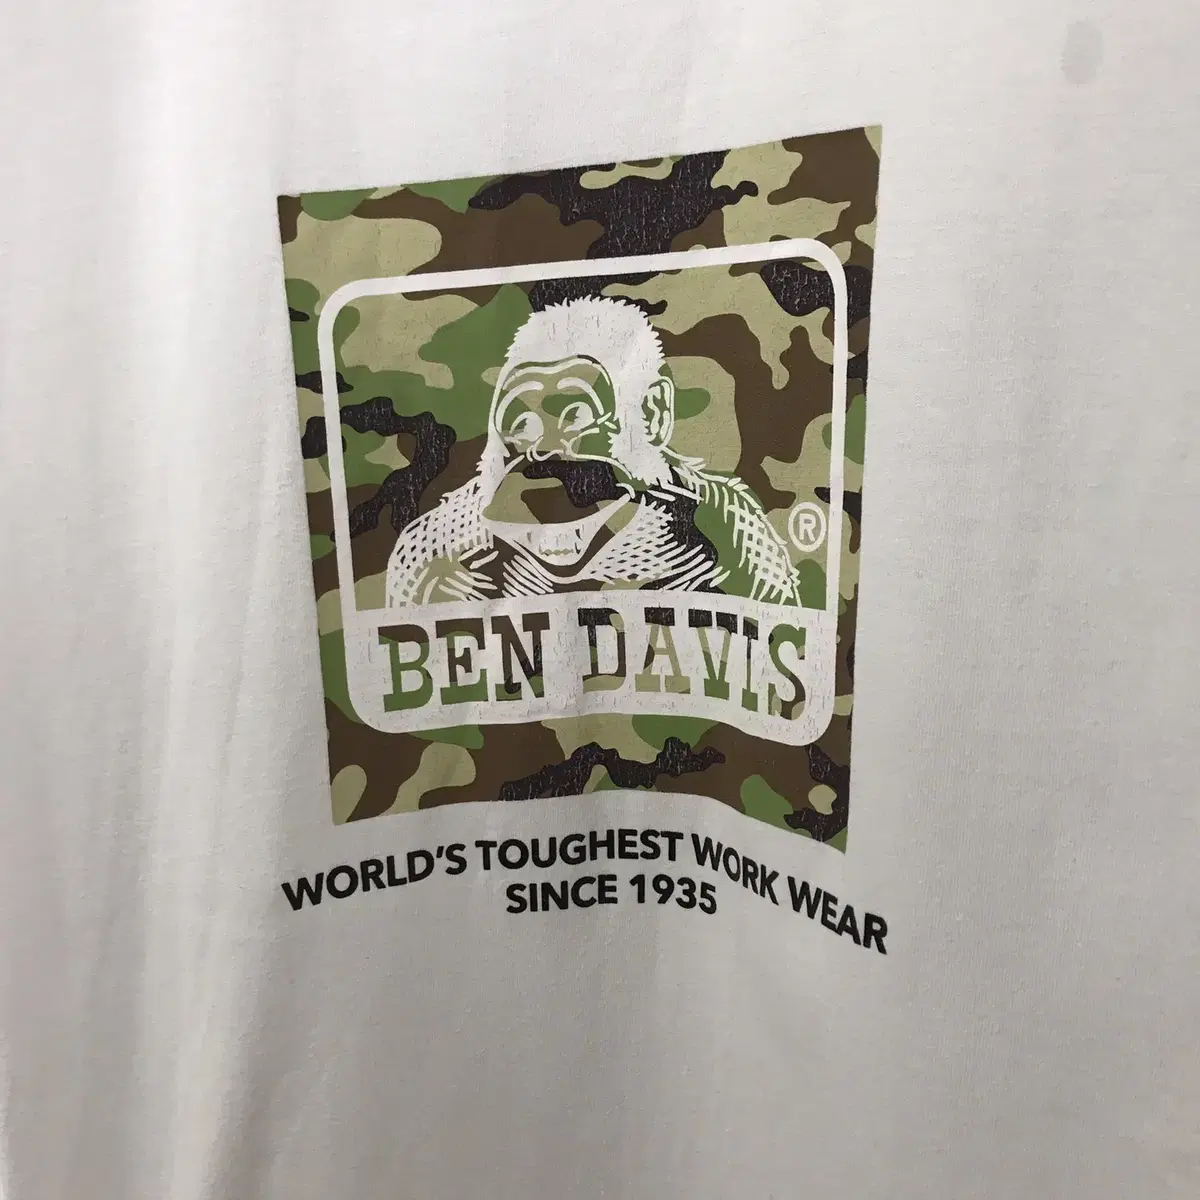 ®
BEN DAVIS
WORLD'S TOUGHEST WORK WEAR
SINCE 1935